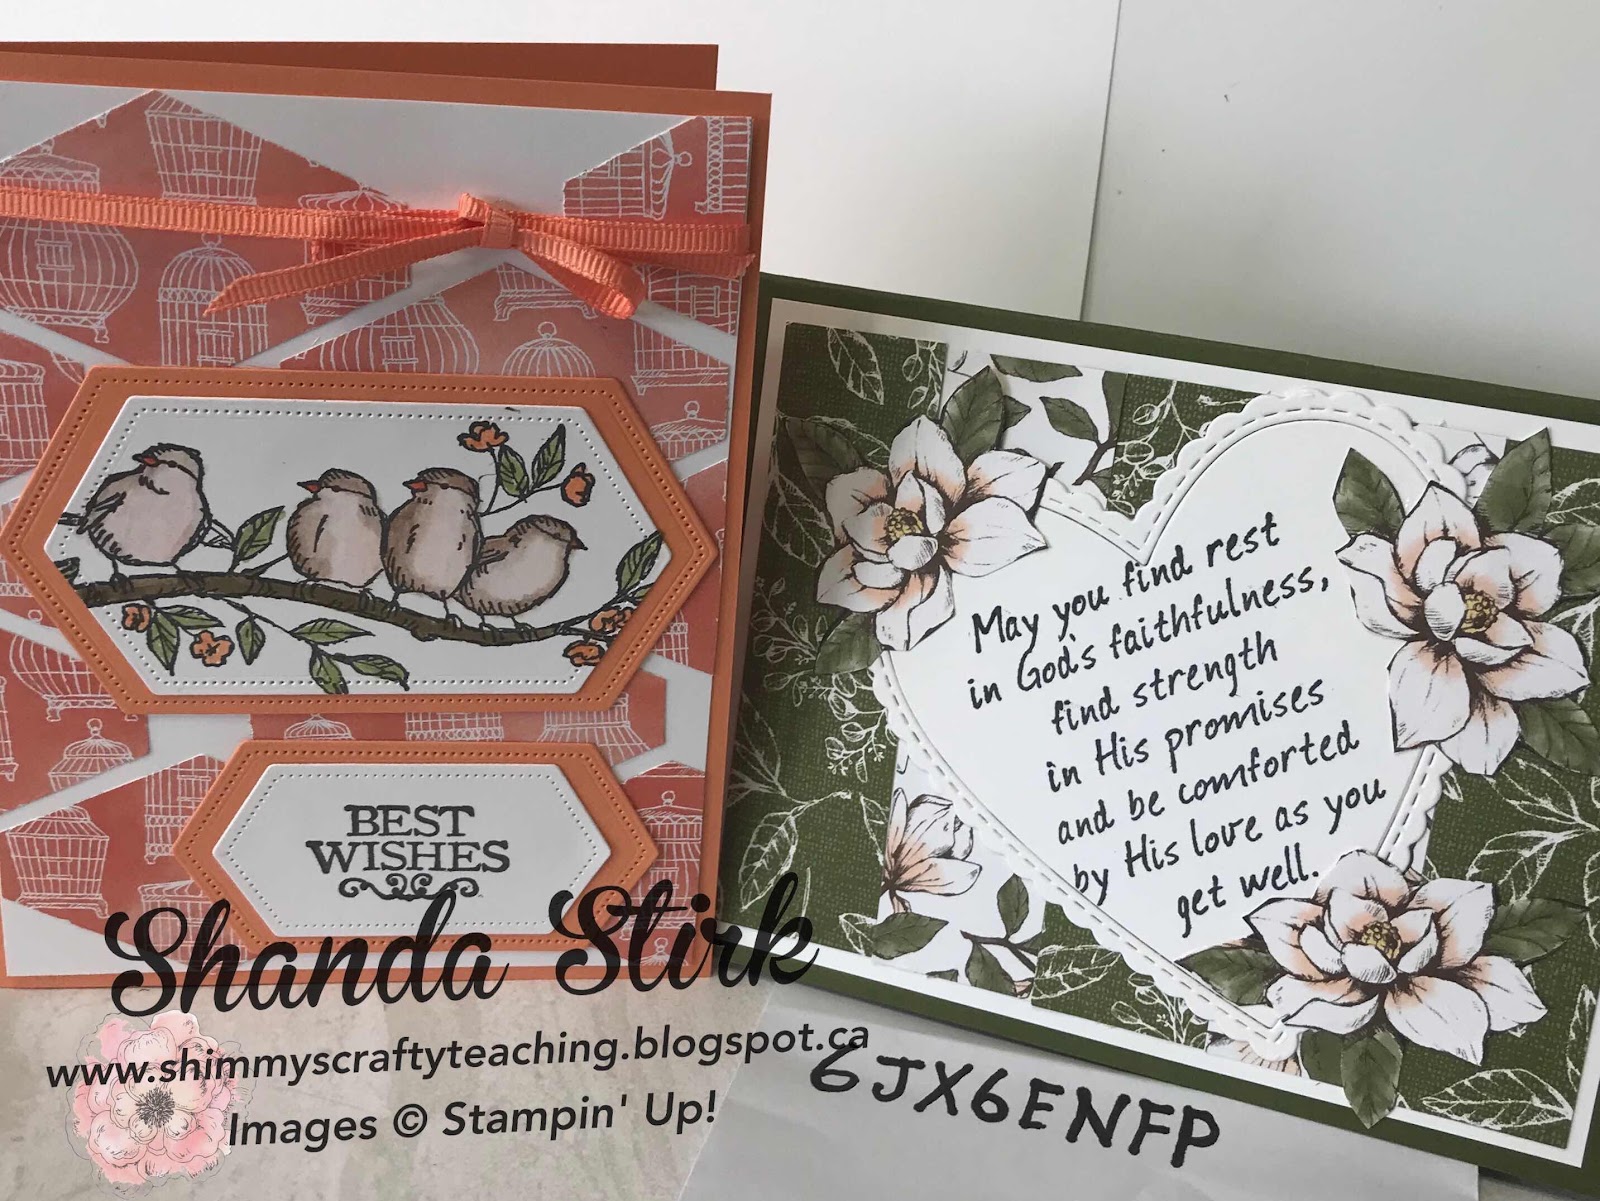 BEST
WISHES
May you find rest
in God's faithfulness,
find strength
in His promises
and be comforted
by His love as you
get well.
Shanda Stirk
www.shimmyscraftyteaching.blogspot.ca
Images © Stampin' Up!
6JX6ENFP